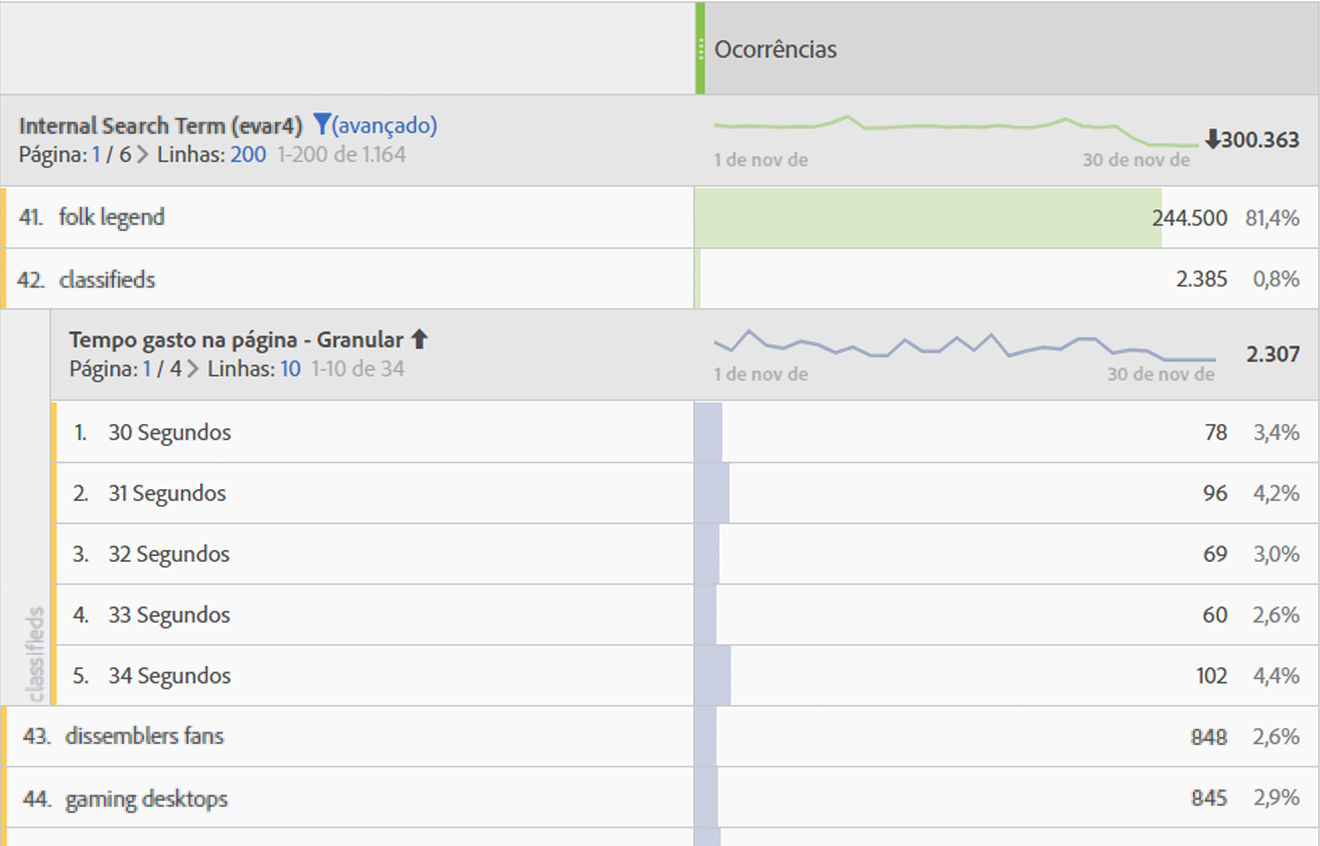 Ocorrências
Internal Search Term (evar4) (avançado)
Página: 1 / 6 > Linhas: 200 1-200 de 1.164
1 de nov de 30 de nov de
300.363
41. folk legend 244.500 81,4%
42. classifieds 2.385 0,8%
Tempo gasto na página - Granular
Página: 1 / 4 > Linhas: 10 1-10 de 34
1 de nov de 30 de nov de
2.307
classifieds
1. 30 Segundos 78 3,4%
2. 31 Segundos 96 4,2%
3. 32 Segundos 69 3,0%
4. 33 Segundos 60 2,6%
5. 34 Segundos 102 4,4%
43. dissemblers fans 848 2,6%
44. gaming desktops 845 2,9%